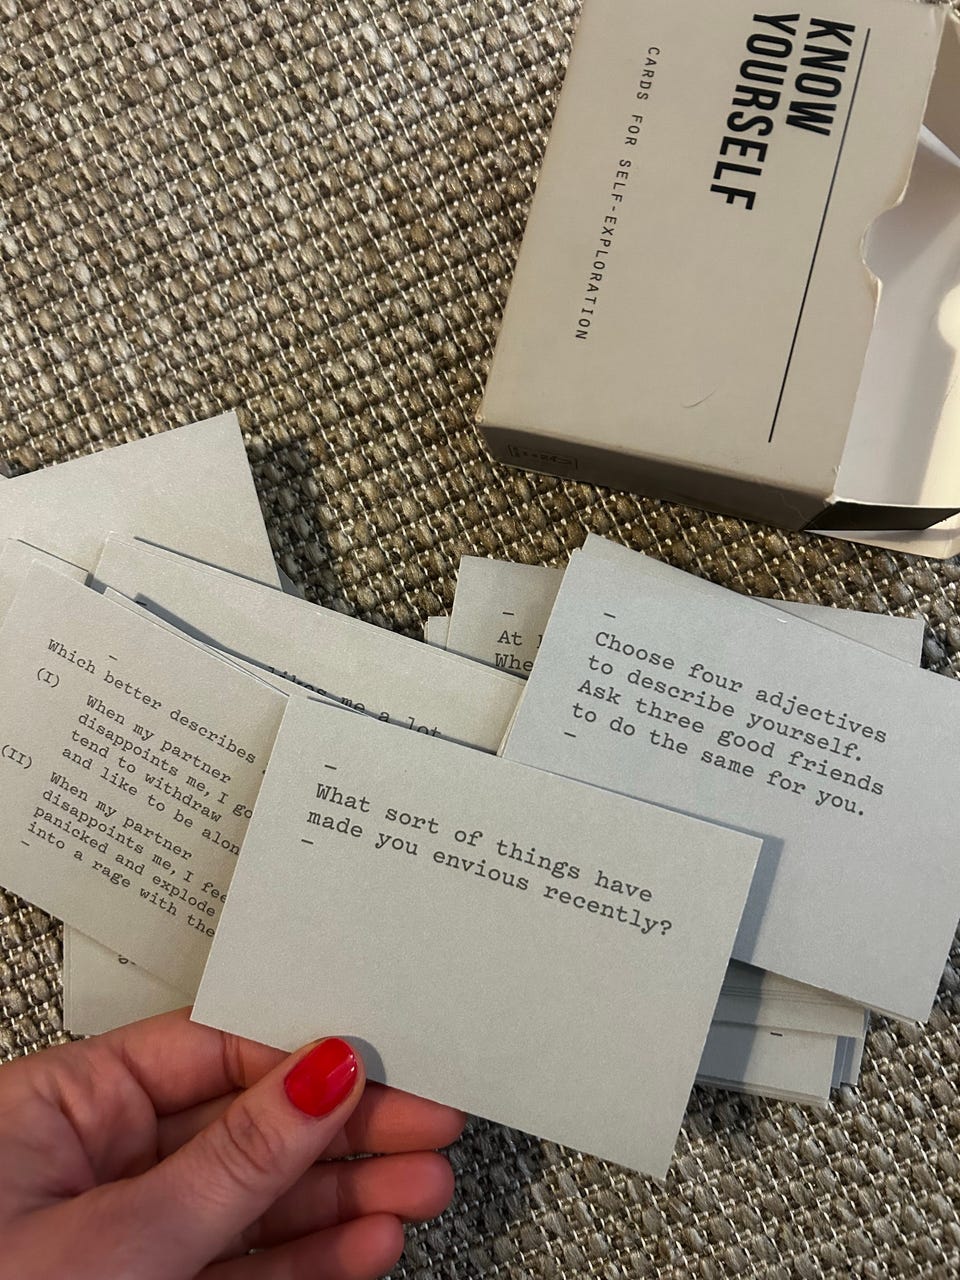 KNOW
YOURSELF
CARDS FOR SELF-EXPLORATION
At
Whe
Choose four adjectives
to describe yourself.
Ask three good friends
to do the same for you.
me a lot
Which better describes
(I) When my partner
disappoints me, I go
tend to withdraw
and like to be alon
(II) When my partner
disappoints me, I fee
panicked and explode
into a rage with the
What sort of things have
made you envious recently?